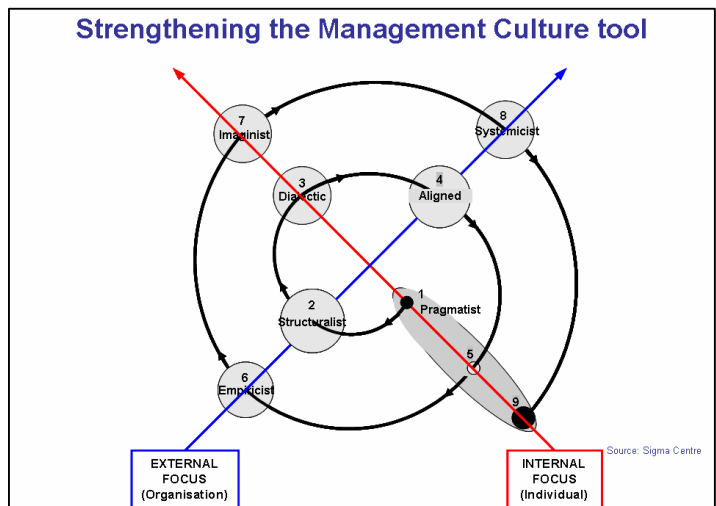 Strengthening the Management Culture tool
7
Imaginist
8
Systemicist
3
Dialectic
4
Aligned
1
Pragmatist
2
Structuralist
5
6
Empiricist
9
Source: Sigma Centre
EXTERNAL
FOCUS
(Organisation)
INTERNAL
FOCUS
(Individual)